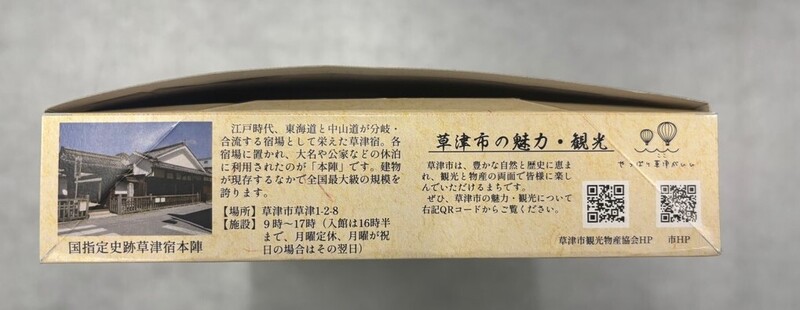 江戸時代、東海道と中山道が分岐・
合流する宿場として栄えた草津宿。各
宿場に置かれ、大名や公家などの休泊
に利用されたのが「本陣」です。建物
が現存するなかで全国最大級の規模を
誇ります。
【場所】草津市草津1-2-8
【施設】9時～17時（入館は16時半
まで、月曜定休、月曜が祝
日の場合はその翌日）
国指定史跡草津宿本陣
草津市の魅力・観光
草津市は、豊かな自然と歴史に恵ま
れ、観光と物産の両面で皆様に楽し
んでいただけるまちです。
ぜひ、草津市の魅力・観光について
右記QRコードからご覧ください。
ここ
やっぱり草津がいい
草津市観光物産協会HP
市HP